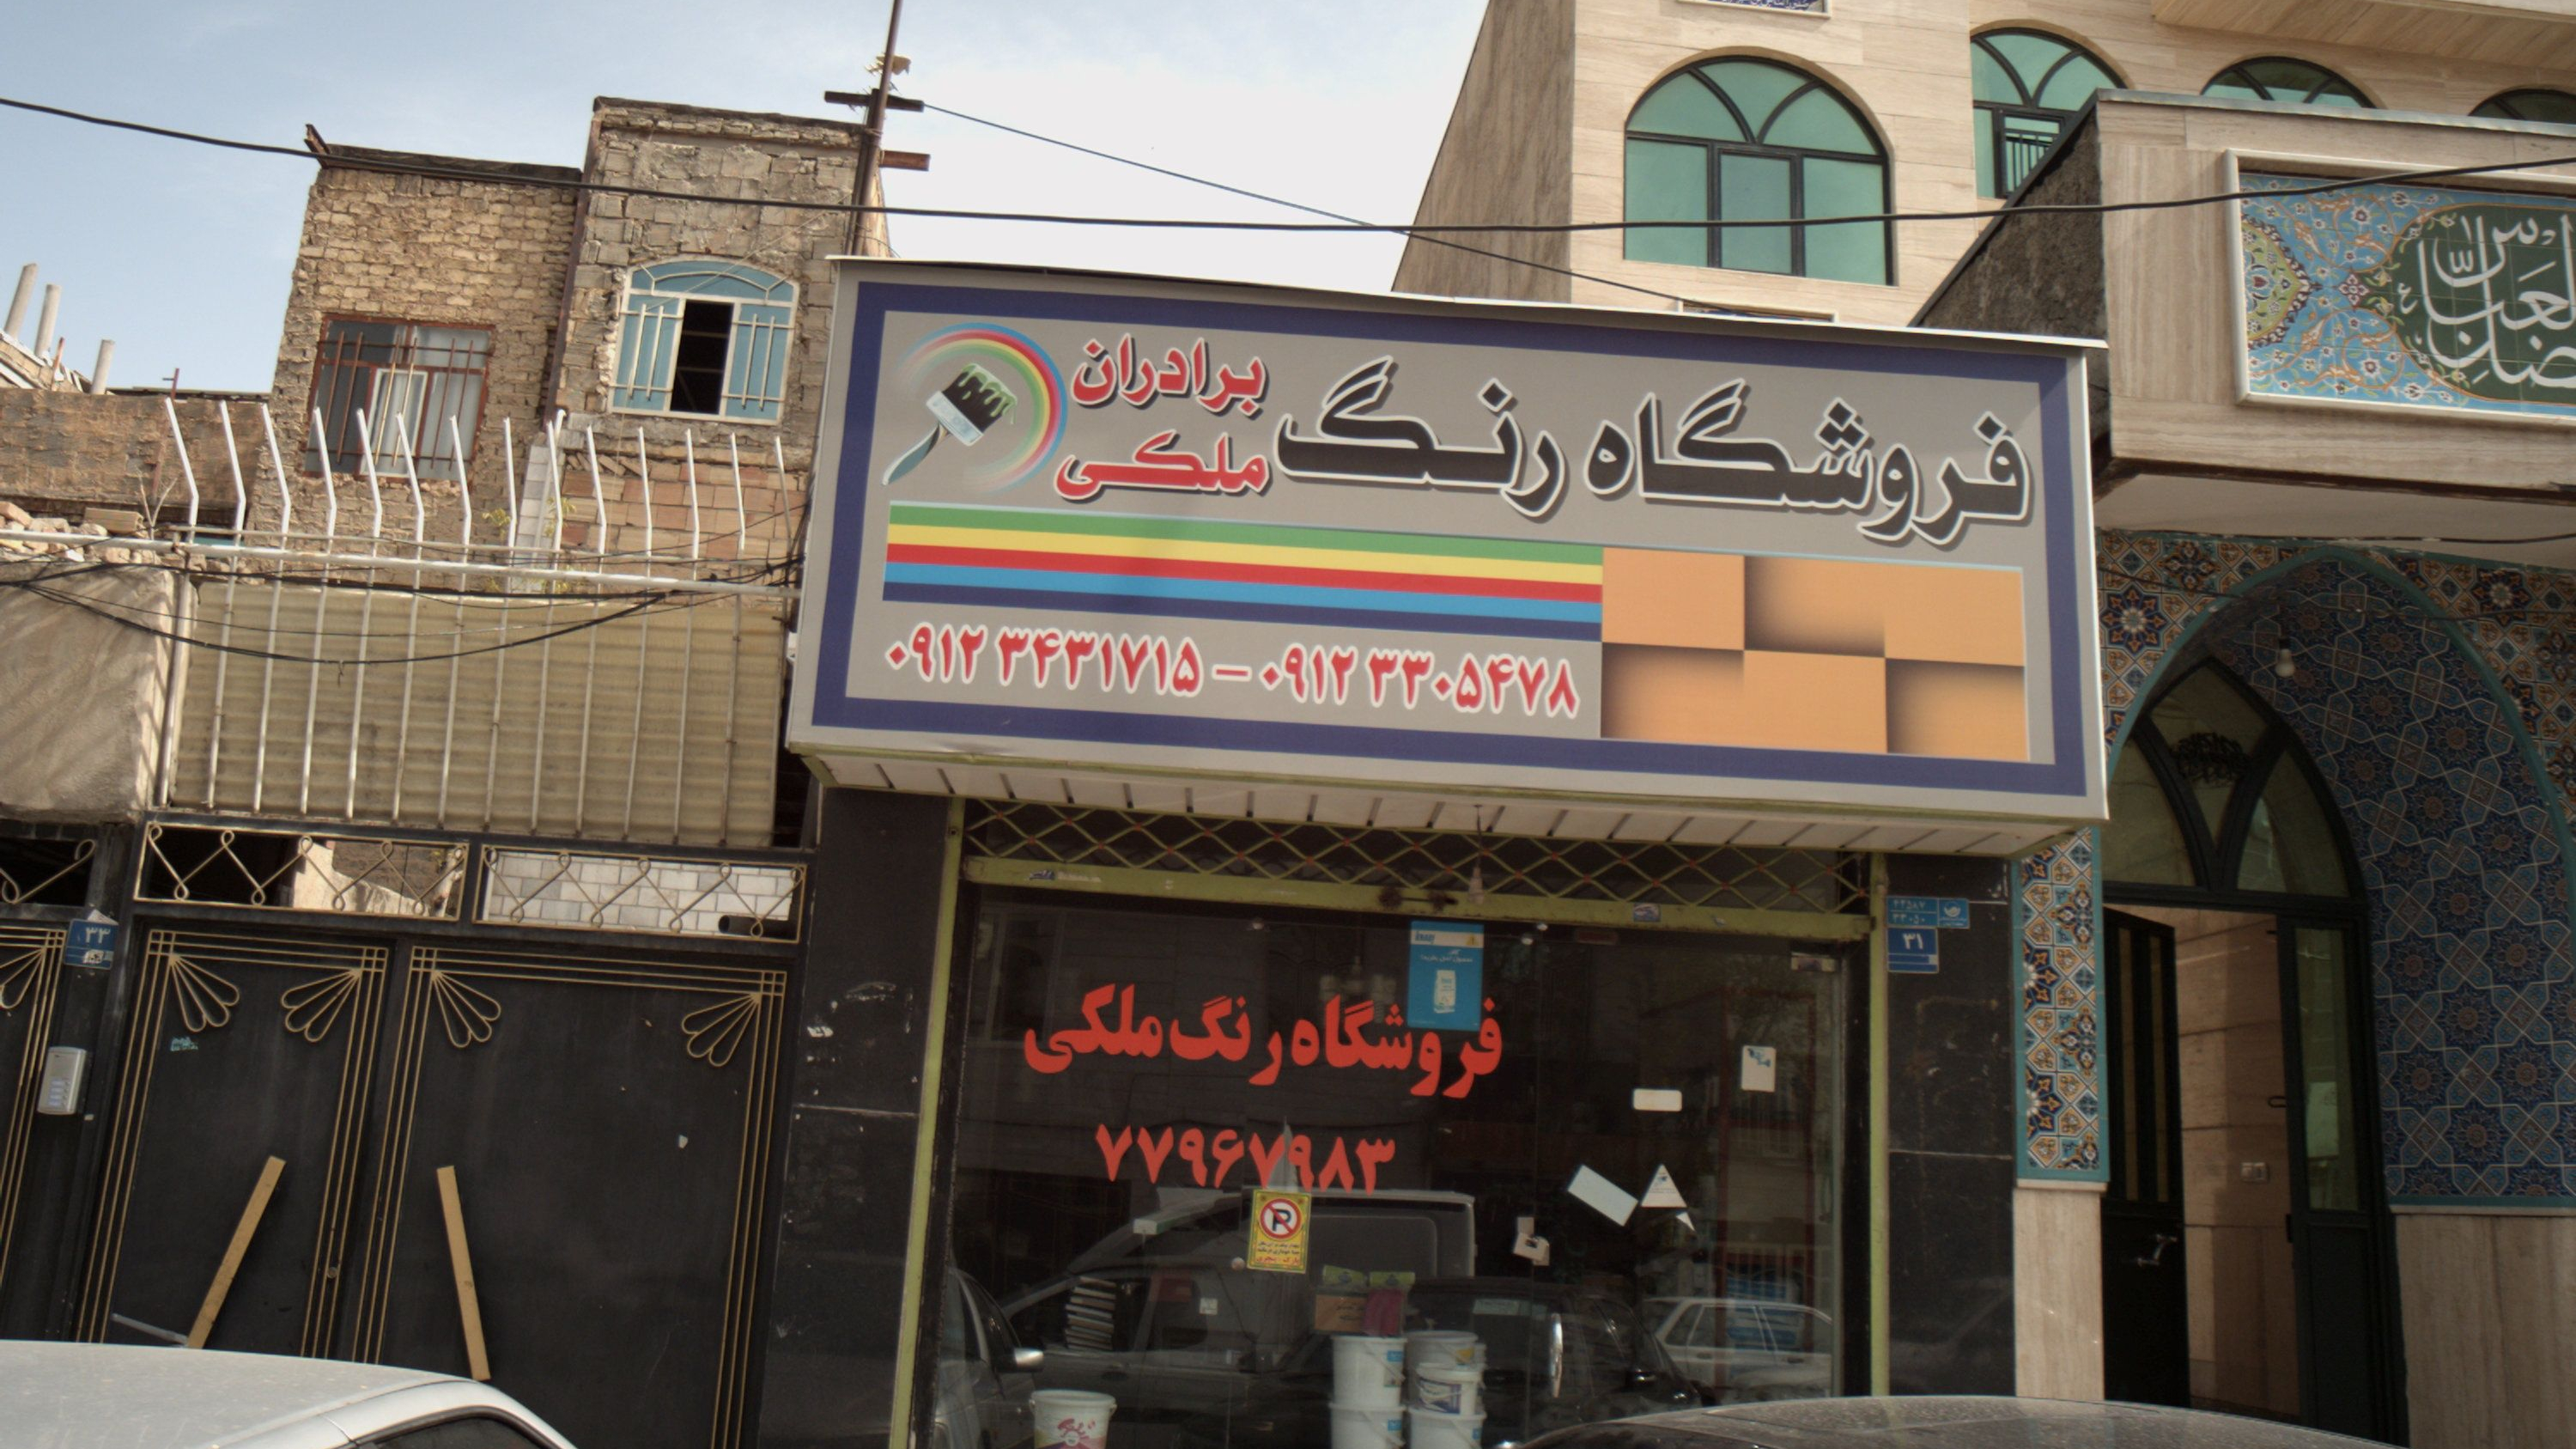 فروشگاه رنگ برادران ملکی
۰۹۱۲ ۳۴۳۱۷۱۵ – ۰۹۱۲ ۳۳۰۵۴۷۸
فروشگاه رنگ ملکی
۷۷۹۶۷۹۸۳
۳۱
۳۳